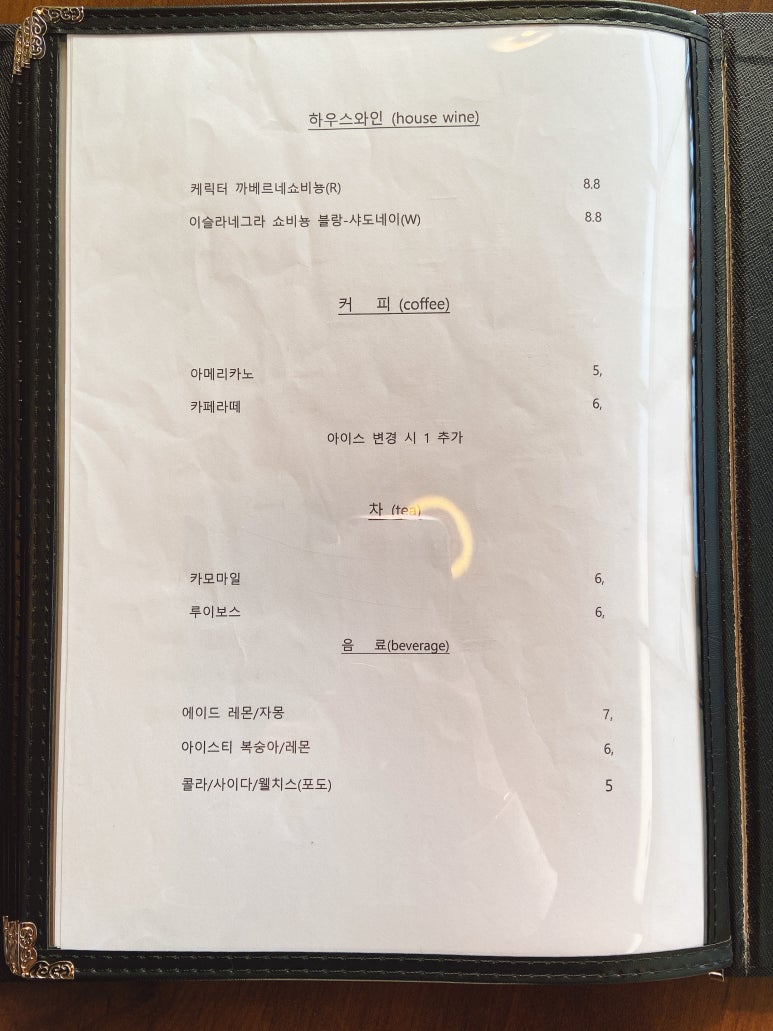 하우스와인 (house wine)
케릭터 까베르네쇼비뇽(R) 8.8
이슬라네그라 쇼비뇽 블랑-샤도네이(W) 8.8
커 피 (coffee)
아메리카노 5,
카페라떼 6,
아이스 변경 시 1 추가
차 (tea)
카모마일 6,
루이보스 6,
음 료(beverage)
에이드 레몬/자몽 7,
아이스티 복숭아/레몬 6,
콜라/사이다/웰치스(포도) 5